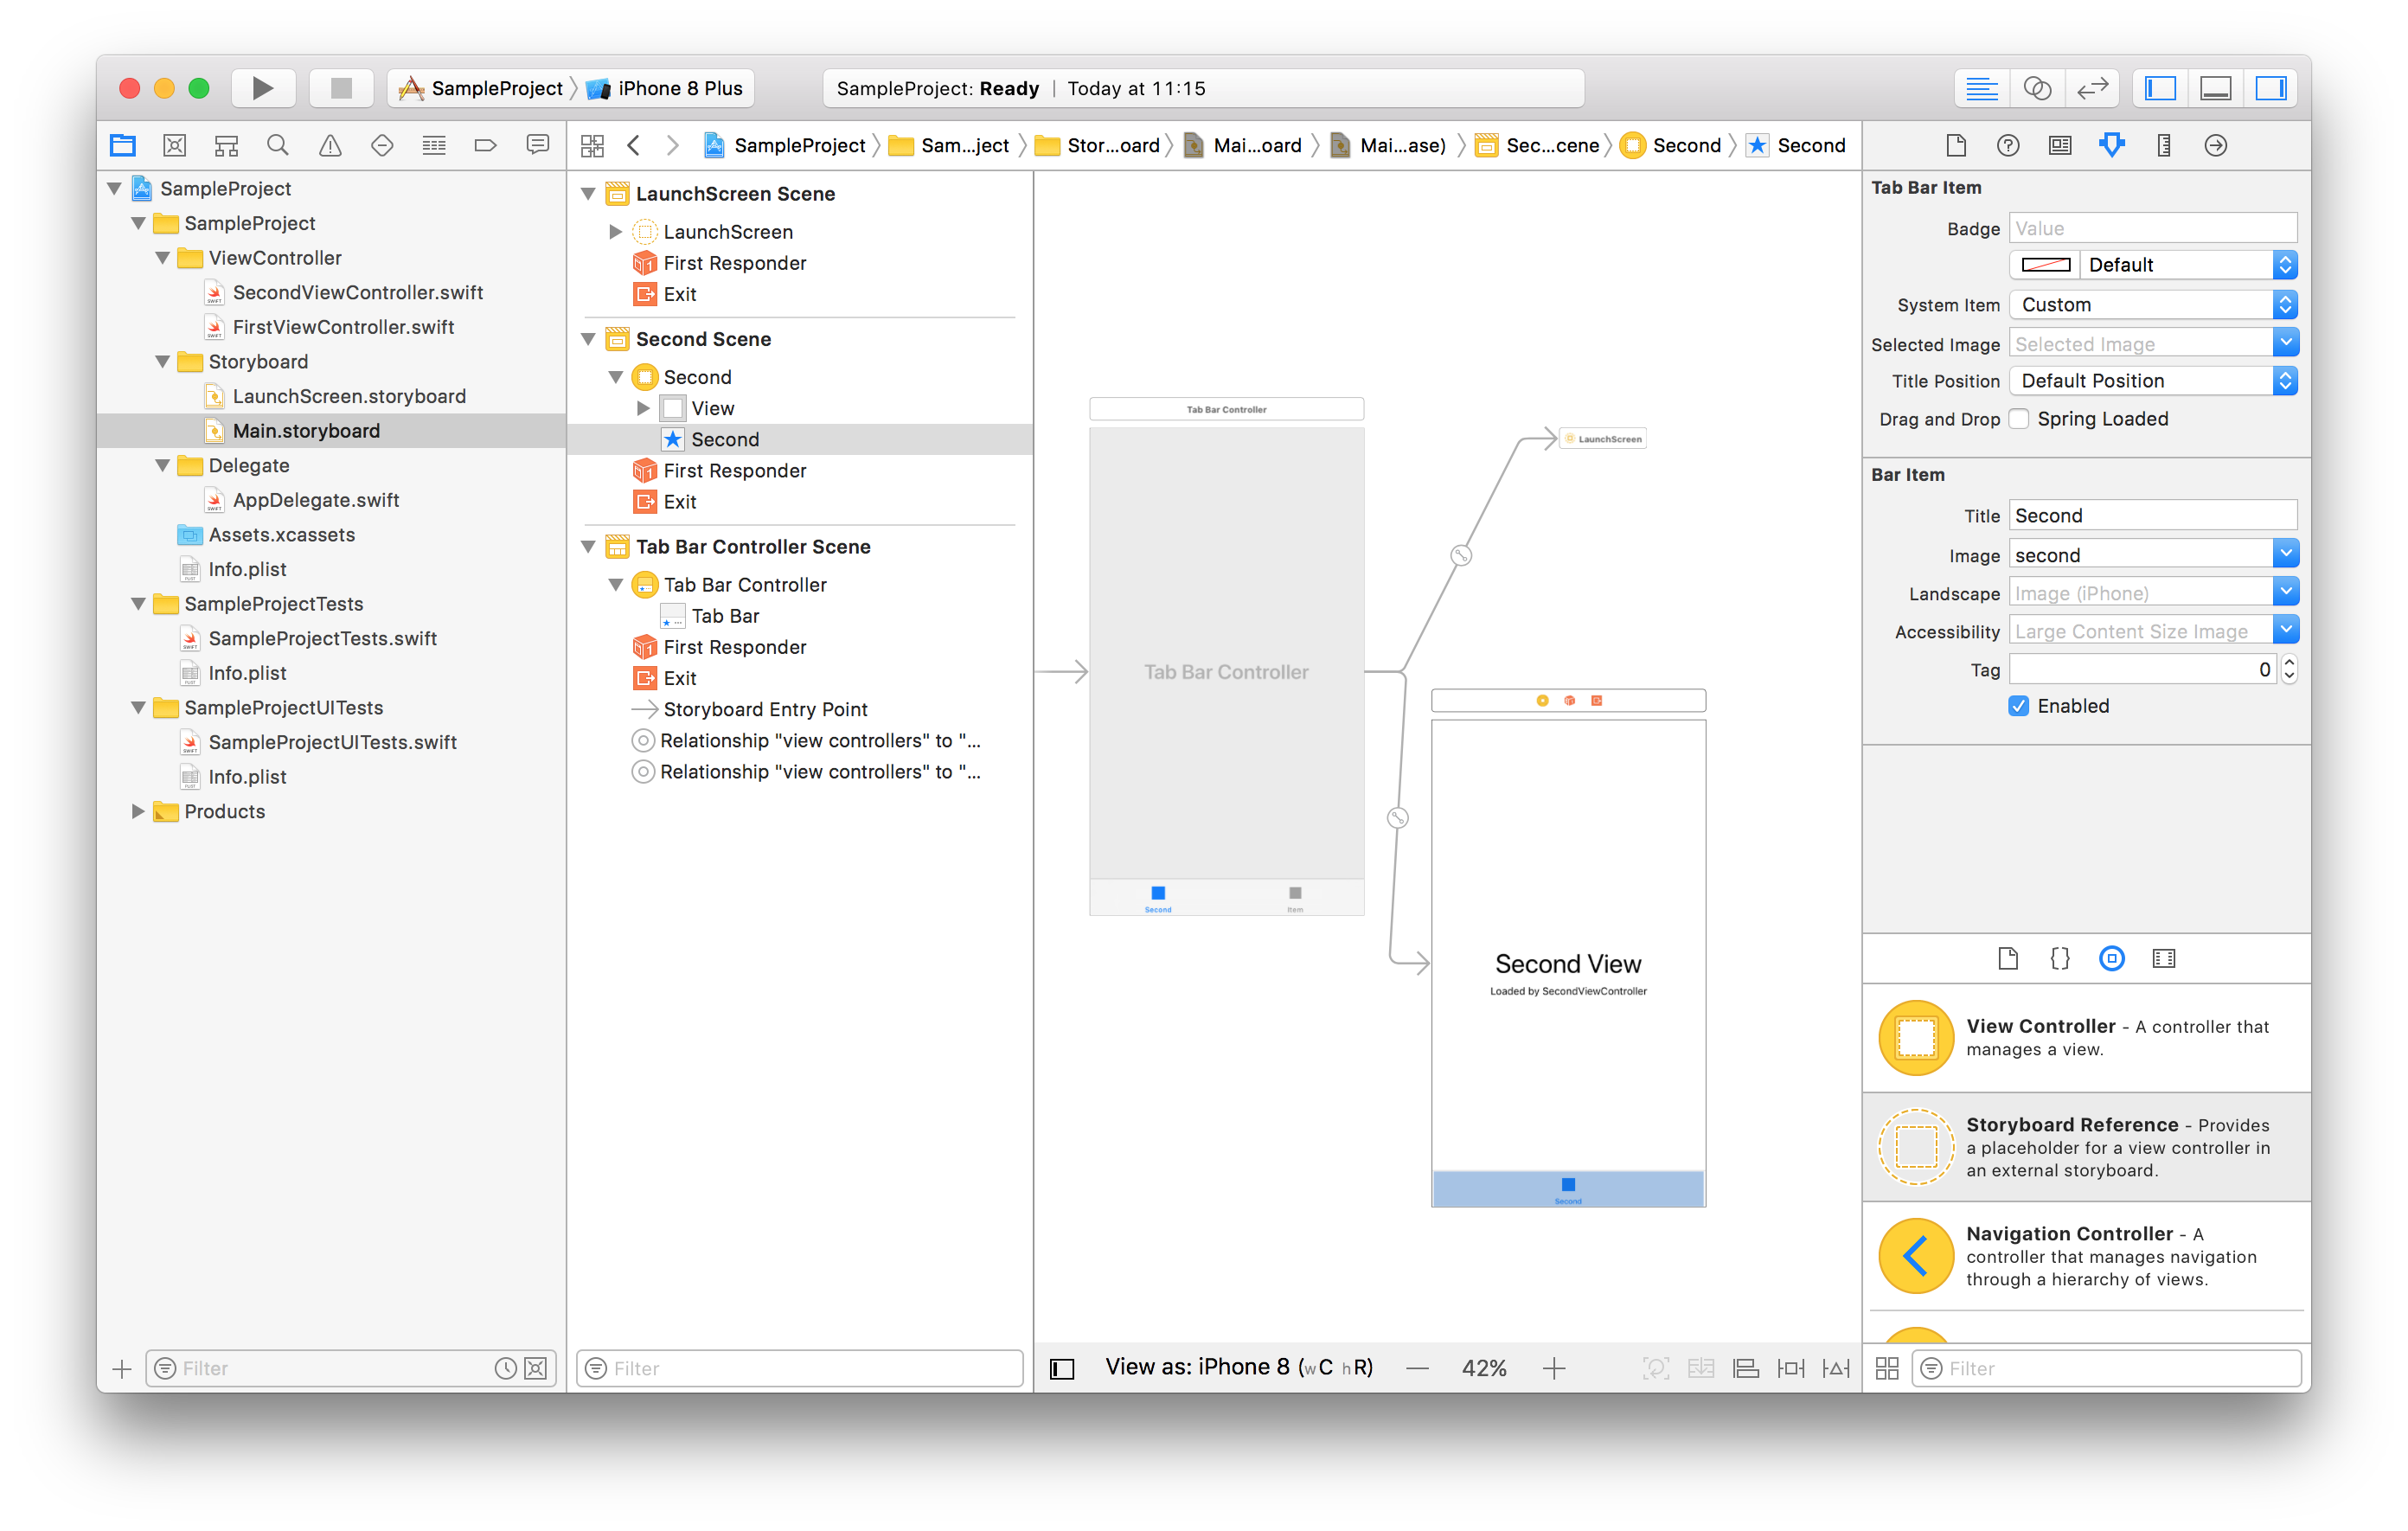 SampleProject
iPhone 8 Plus
SampleProject: Ready | Today at 11:15
SampleProject
Sam...ject
Stor...oard
Mai...oard
Mai...ase)
Sec...cene
Second
Second
SampleProject
SampleProject
ViewController
SecondViewController.swift
FirstViewController.swift
Storyboard
LaunchScreen.storyboard
Main.storyboard
Delegate
AppDelegate.swift
Assets.xcassets
Info.plist
SampleProjectTests
SampleProjectTests.swift
Info.plist
SampleProjectUITests
SampleProjectUITests.swift
Info.plist
Products
Filter
LaunchScreen Scene
LaunchScreen
First Responder
Exit
Second Scene
Second
View
Second
First Responder
Exit
Tab Bar Controller Scene
Tab Bar Controller
Tab Bar
First Responder
Exit
Storyboard Entry Point
Relationship "view controllers" to "...
Relationship "view controllers" to "...
Filter
Tab Bar Controller
Tab Bar Controller
Second
Item
LaunchScreen
Second View
Loaded by SecondViewController
Second
View as: iPhone 8 (wC hR)
42%
Tab Bar Item
Badge Value
Default
System Item Custom
Selected Image Selected Image
Title Position Default Position
Drag and Drop Spring Loaded
Bar Item
Title Second
Image second
Landscape Image (iPhone)
Accessibility Large Content Size Image
Tag 0
Enabled
{}
View Controller - A controller that
manages a view.
Storyboard Reference - Provides
a placeholder for a view controller in
an external storyboard.
Navigation Controller - A
controller that manages navigation
through a hierarchy of views.
Filter